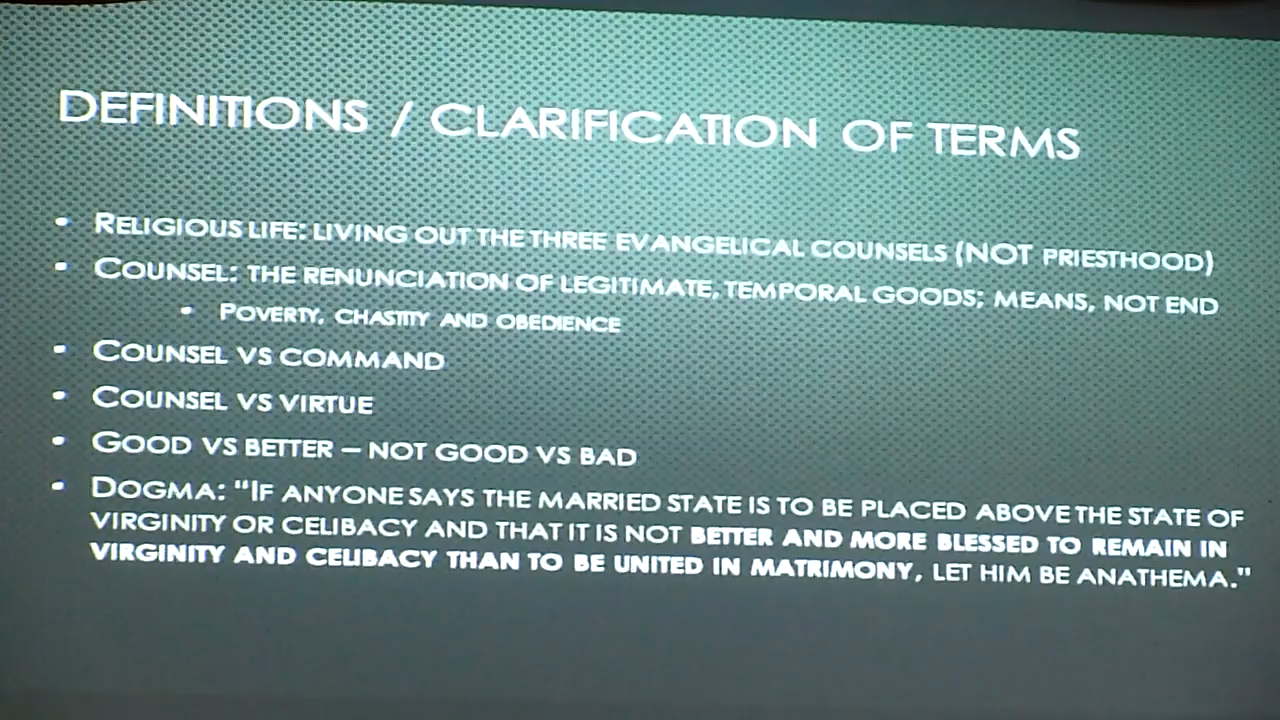 DEFINITIONS / CLARIFICATION OF TERMS
• RELIGIOUS LIFE: LIVING OUT THE THREE EVANGELICAL COUNSELS (NOT PRIESTHOOD)
• COUNSEL: THE RENUNCIATION OF LEGITIMATE, TEMPORAL GOODS; MEANS, NOT END
• POVERTY, CHASTITY AND OBEDIENCE
• COUNSEL VS COMMAND
• COUNSEL VS VIRTUE
• GOOD VS BETTER – NOT GOOD VS BAD
• DOGMA: "IF ANYONE SAYS THE MARRIED STATE IS TO BE PLACED ABOVE THE STATE OF
VIRGINITY OR CELIBACY AND THAT IT IS NOT BETTER AND MORE BLESSED TO REMAIN IN
VIRGINITY AND CELIBACY THAN TO BE UNITED IN MATRIMONY, LET HIM BE ANATHEMA."